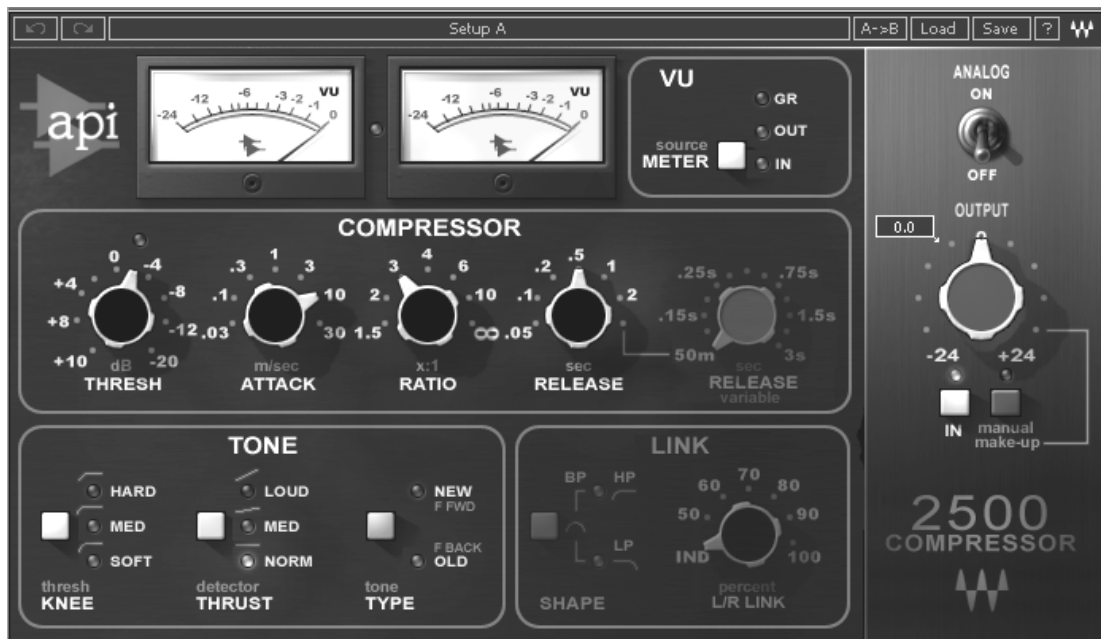 Setup A A->B Load Save ?
api
-24 -12 -6 -3 -2 -1 0 VU
-24 -12 -6 -3 -2 -1 0 VU
VU
GR
OUT
IN
source
METER
ANALOG
ON
OFF
OUTPUT
0.0
0
-24 +24
IN
manual
make-up
COMPRESSOR
+10 +8 +4 0 -4 -8 -12 -20
dB
THRESH
.03 .1 .3 1 3 10 30
m/sec
ATTACK
1.5 2 3 4 6 10 ∞
x:1
RATIO
.05 .1 .2 .5 1 2
sec
RELEASE
50m .15s .25s .75s 1.5s 3s
sec
RELEASE
variable
TONE
HARD
MED
SOFT
thresh
KNEE
LOUD
MED
NORM
detector
THRUST
NEW
F FWD
F BACK
OLD
tone
TYPE
LINK
BP HP
LP
SHAPE
IND 50 60 70 80 90 100
percent
L/R LINK
2500
COMPRESSOR